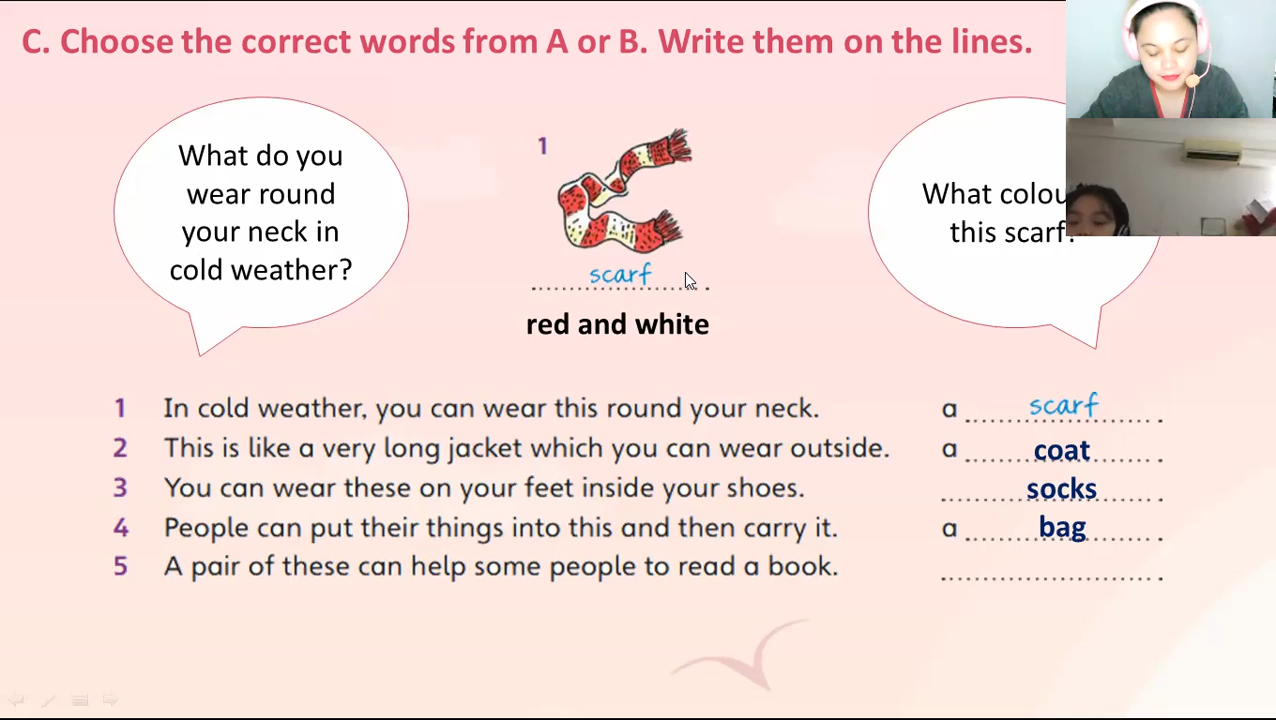 C. Choose the correct words from A or B. Write them on the lines.
What do you
wear round
your neck in
cold weather?
1
scarf
red and white
What colou
this scarf?
1 In cold weather, you can wear this round your neck. a scarf.
2 This is like a very long jacket which you can wear outside. a coat.
3 You can wear these on your feet inside your shoes. socks.
4 People can put their things into this and then carry it. a bag.
5 A pair of these can help some people to read a book. .